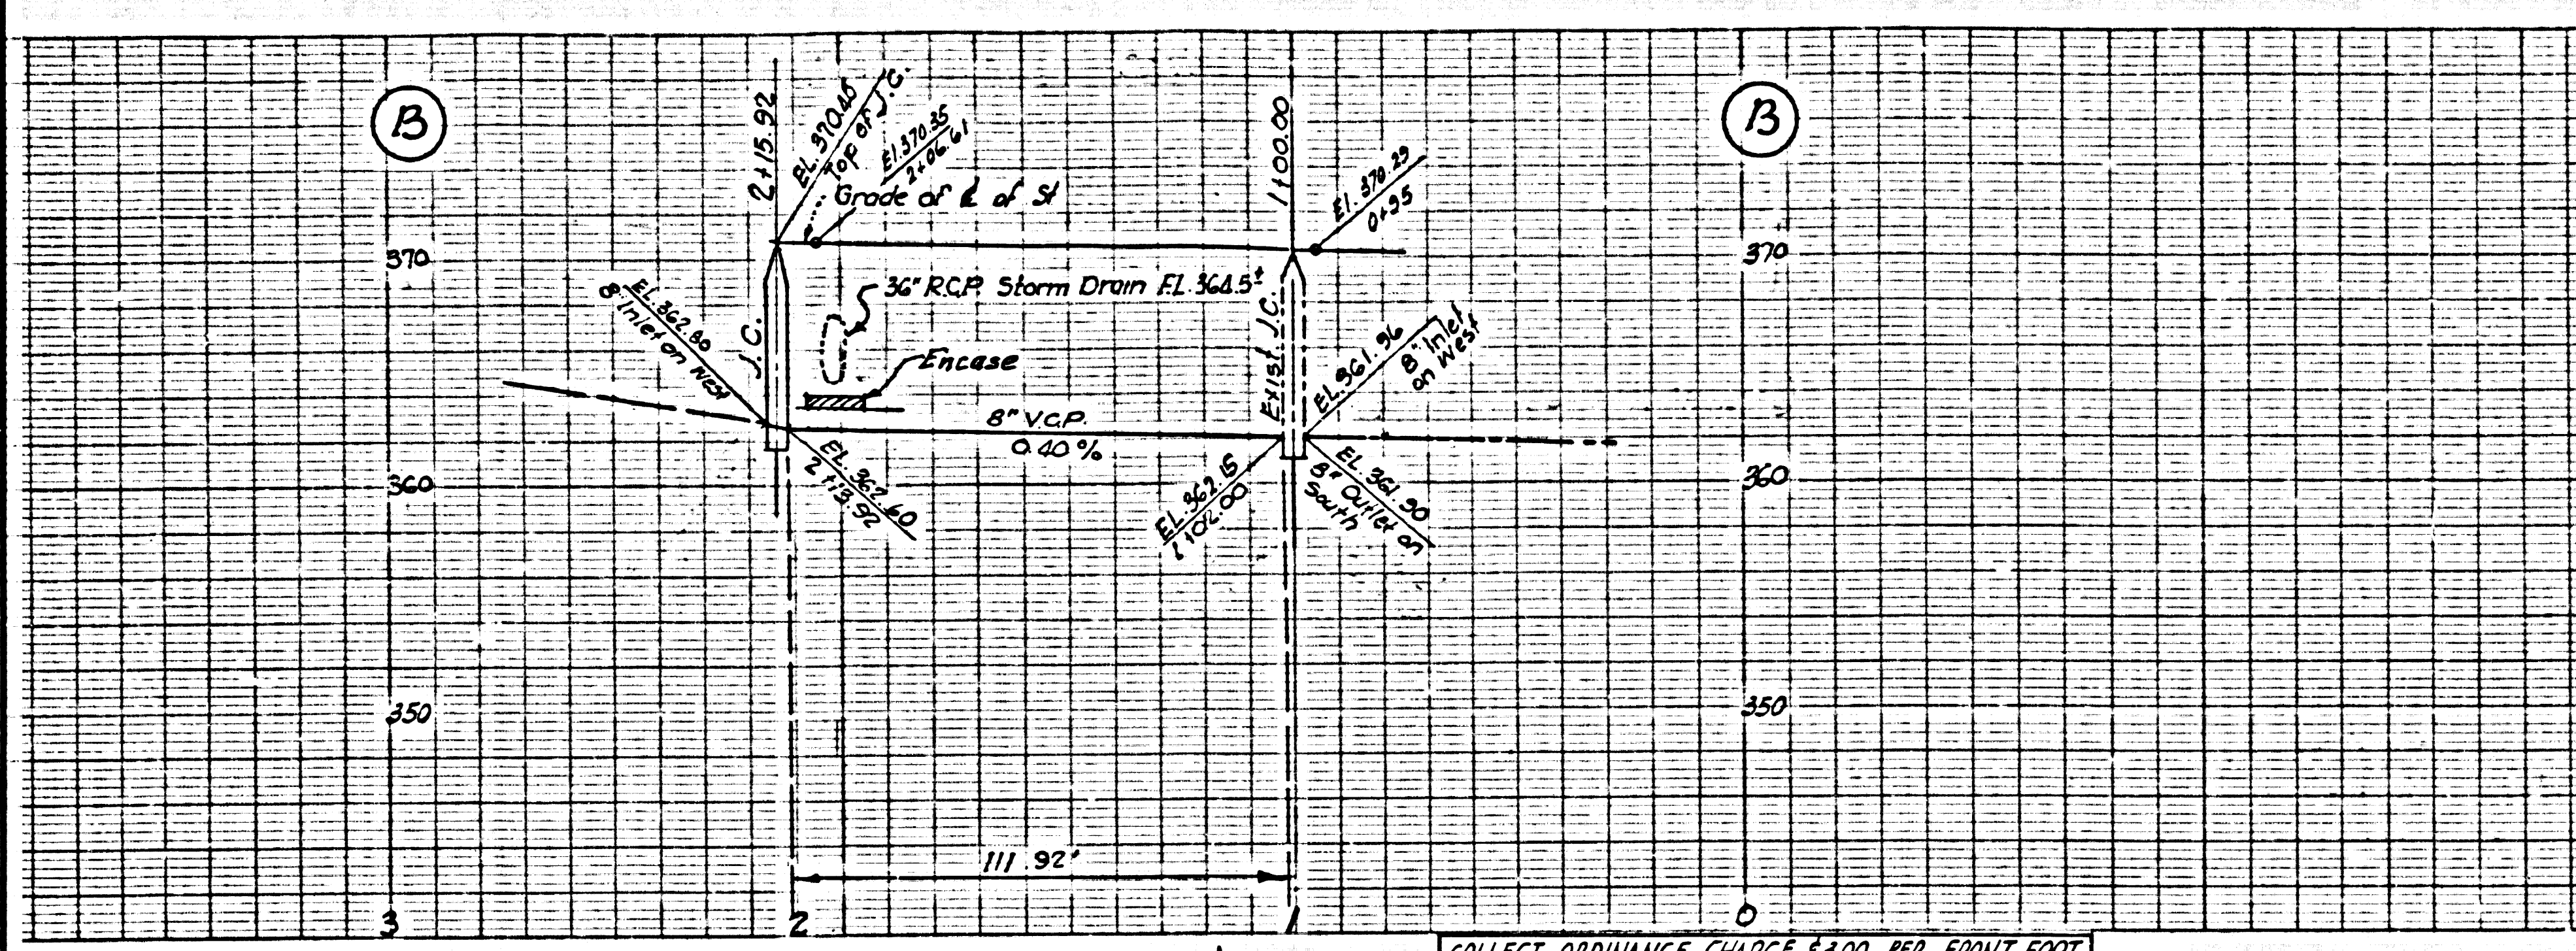 B
B
2+15.92
EL. 370.45
Top of J.C.
El. 370.35
2+06.61
Grade of ℄ of St
1+00.00
El. 370.29
0+95
370
370
36" R.C.P. Storm Drain F.L. 364.5±
EL. 362.80
8" Inlet on West
J.C.
Encase
Exist. J.C.
EL. 361.96
8" Inlet
on West
8" V.C.P.
0.40 %
EL. 362.60
2+13.92
EL. 362.15
1+02.00
EL. 361.90
8" Outlet on
South
360
360
350
350
111.92'
3
2
1
0
COLLECT ORDINANCE CHARGE $3.00 PER FRONT FOOT